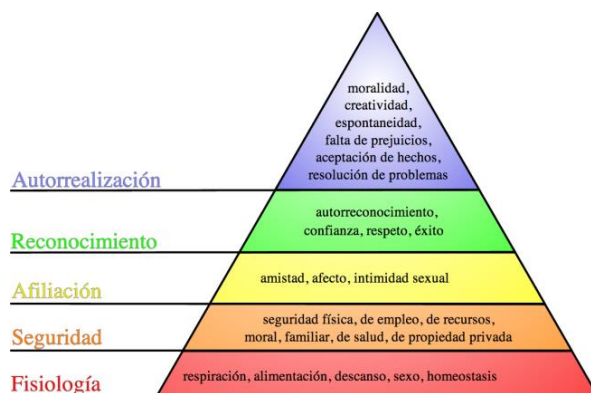 moralidad,
creatividad,
espontaneidad,
falta de prejuicios,
aceptación de hechos,
resolución de problemas
Autorrealización
autorreconocimiento,
confianza, respeto, éxito
Reconocimiento
amistad, afecto, intimidad sexual
Afiliación
seguridad física, de empleo, de recursos,
moral, familiar, de salud, de propiedad privada
Seguridad
respiración, alimentación, descanso, sexo, homeostasis
Fisiología